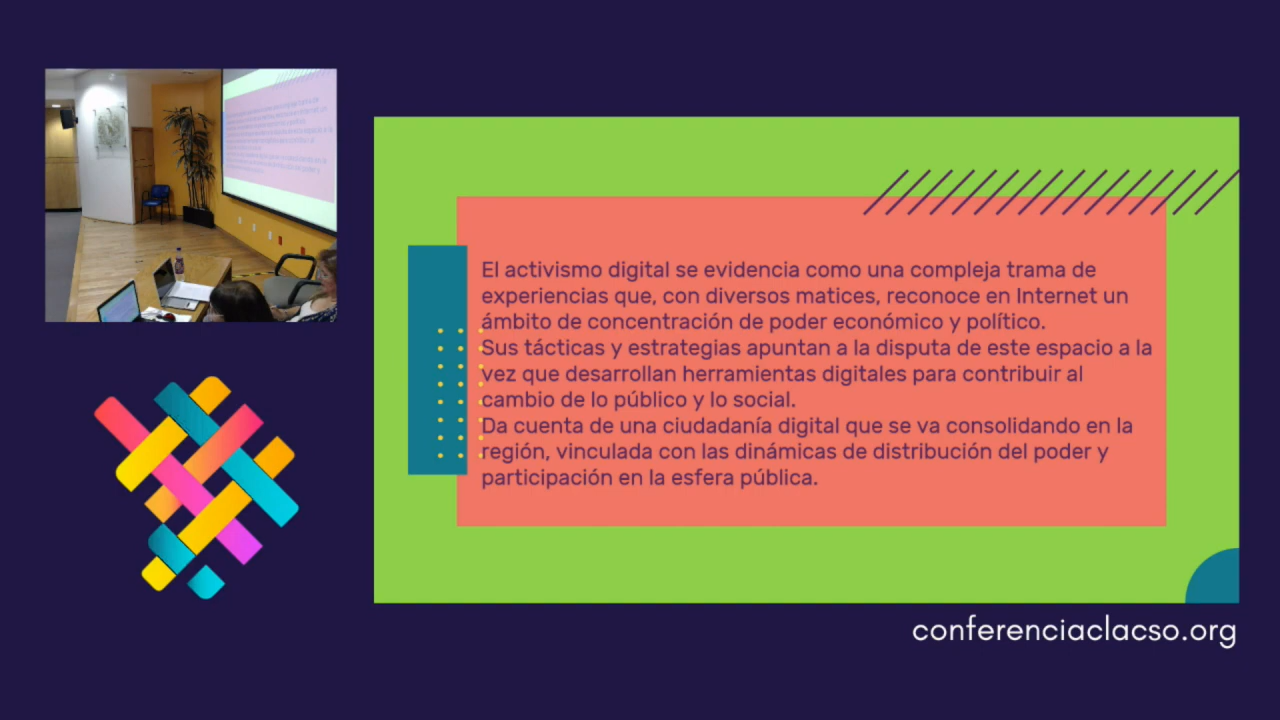 El activismo digital se evidencia como una compleja trama de
experiencias que, con diversos matices, reconoce en Internet un
ámbito de concentración de poder económico y político.
Sus tácticas y estrategias apuntan a la disputa de este espacio a la
vez que desarrollan herramientas digitales para contribuir al
cambio de lo público y lo social.
Da cuenta de una ciudadanía digital que se va consolidando en la
región, vinculada con las dinámicas de distribución del poder y
participación en la esfera pública.
conferenciaclacso.org